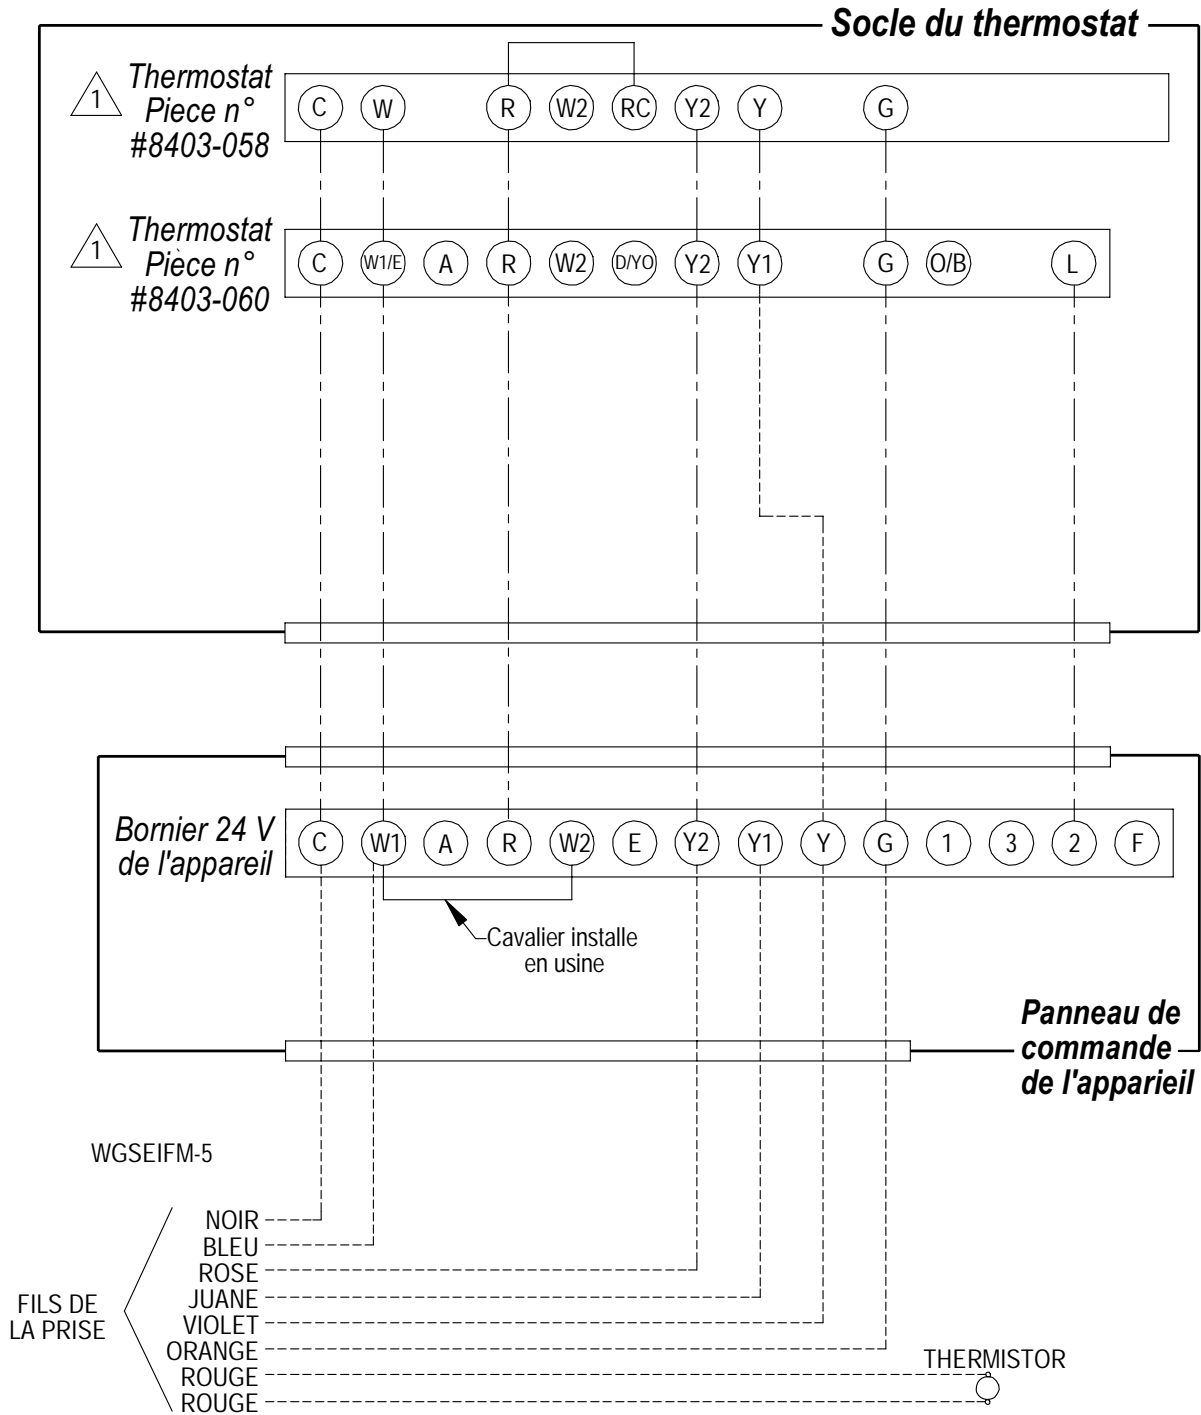 Socle du thermostat
1
Thermostat
Piece n°
#8403-058
C W R W2 RC Y2 Y G
1
Thermostat
Pièce n°
#8403-060
C W1/E A R W2 D/YO Y2 Y1 G O/B L
Bornier 24 V
de l'appareil
C W1 A R W2 E Y2 Y1 Y G 1 3 2 F
Cavalier installe
en usine
Panneau de
commande
de l'apparieil
WGSEIFM-5
FILS DE
LA PRISE
NOIR
BLEU
ROSE
JUANE
VIOLET
ORANGE
ROUGE
ROUGE
THERMISTOR